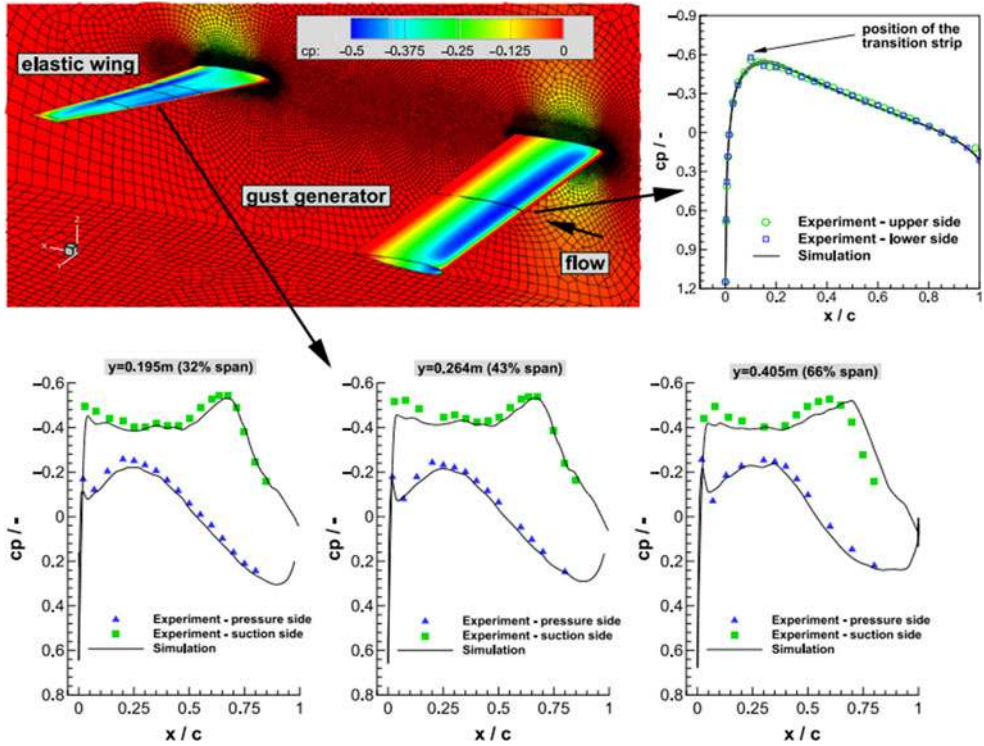 cp: -0.5 -0.375 -0.25 -0.125 0
elastic wing
gust generator
flow
x
y
z
position of the
transition strip
−0.9
−0.6
−0.3
0
0.3
0.6
0.9
1.2
cp / -
Experiment - upper side
Experiment - lower side
Simulation
0 0.2 0.4 0.6 0.8 1
x / c
y=0.195m (32% span)
−0.6
−0.4
−0.2
0
0.2
0.4
0.6
0.8
cp / -
Experiment - pressure side
Experiment - suction side
Simulation
0 0.25 0.5 0.75 1
x / c
y=0.264m (43% span)
−0.6
−0.4
−0.2
0
0.2
0.4
0.6
0.8
cp / -
Experiment - pressure side
Experiment - suction side
Simulation
0 0.25 0.5 0.75 1
x / c
y=0.405m (66% span)
−0.6
−0.4
−0.2
0
0.2
0.4
0.6
0.8
cp / -
Experiment - pressure side
Experiment - suction side
Simulation
0 0.25 0.5 0.75 1
x / c